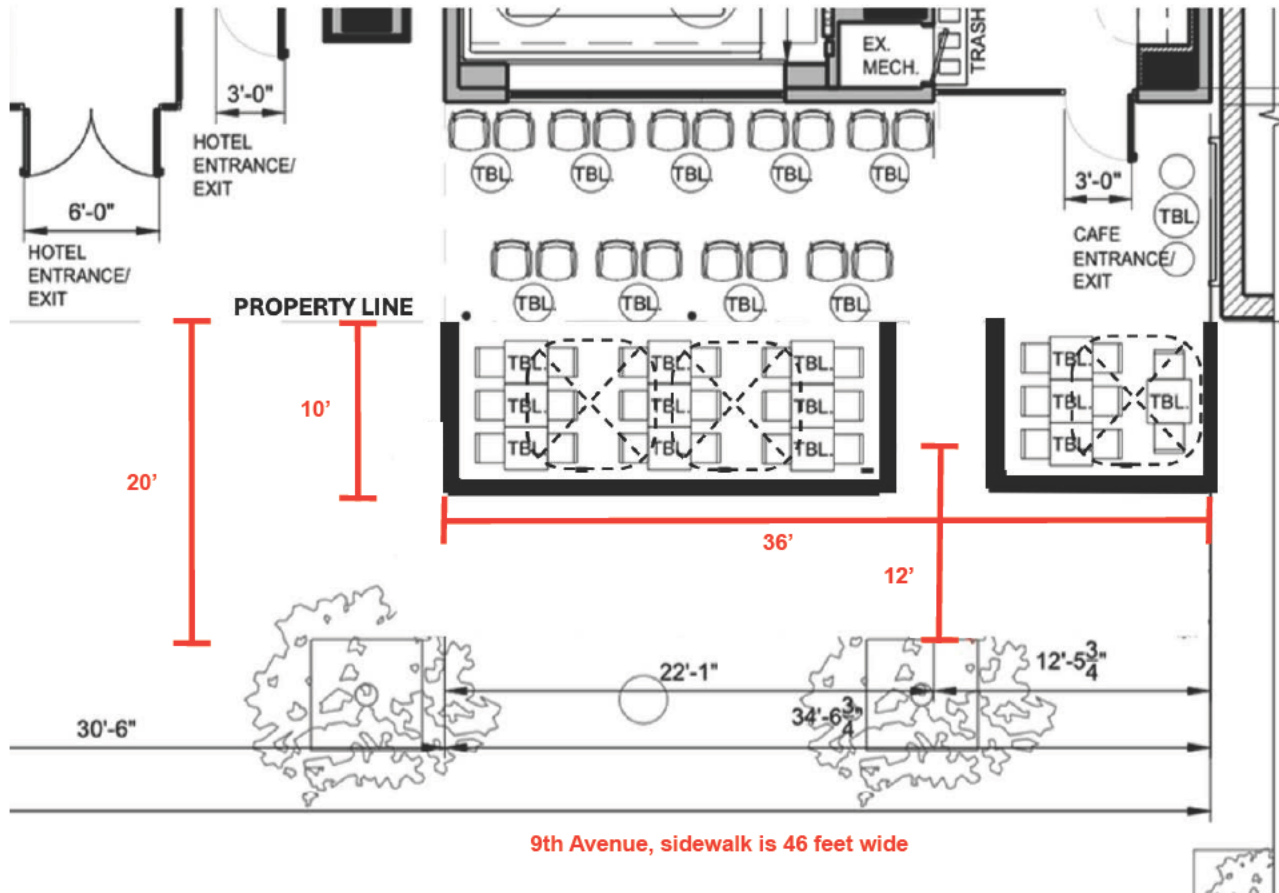 EX.
MECH.
TRASH
3'-0"
HOTEL
ENTRANCE/
EXIT
6'-0"
HOTEL
ENTRANCE/
EXIT
TBL.
TBL.
TBL.
TBL.
TBL
3'-0"
TBL
CAFE
ENTRANCE/
EXIT
TBL.
TBL.
TBL.
TBL.
PROPERTY LINE
TBL.
TBL.
TBL.
TBL.
TBL.
TBL.
TBL.
TBL.
TBL.
TBL.
TBL.
TBL.
TBL.
10'
20'
36'
12'
22'-1"
12'-5 3/4"
34'-6 3/4
30'-6"
9th Avenue, sidewalk is 46 feet wide